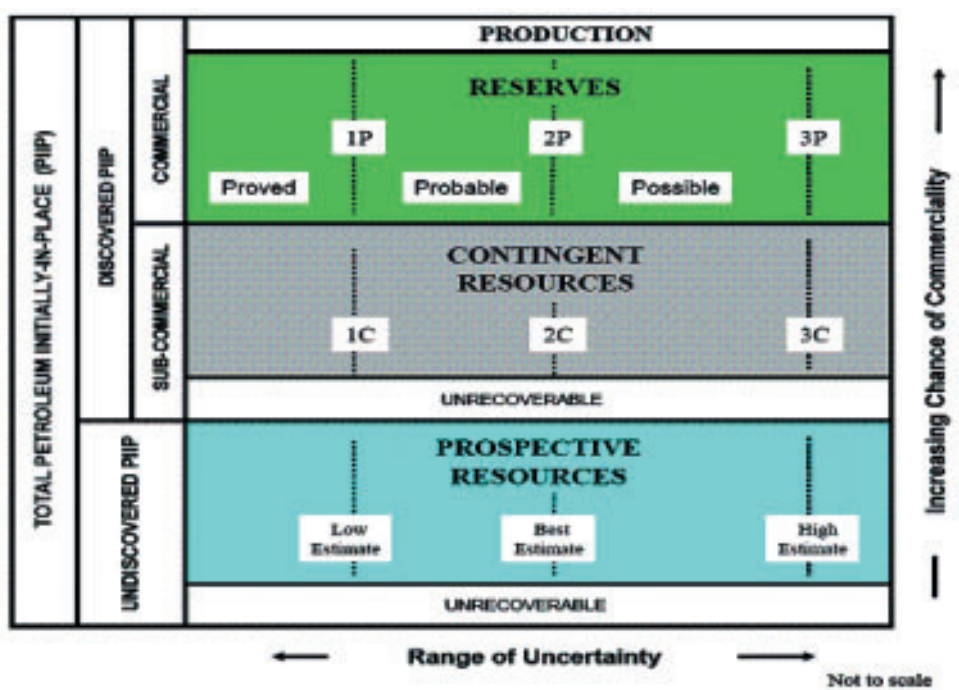 TOTAL PETROLEUM INITIALLY-IN-PLACE (PIIP)
DISCOVERED PIIP
UNDISCOVERED PIIP
COMMERCIAL
SUB-COMMERCIAL
PRODUCTION
RESERVES
1P
2P
3P
Proved
Probable
Possible
CONTINGENT
RESOURCES
1C
2C
3C
UNRECOVERABLE
PROSPECTIVE
RESOURCES
Low
Estimate
Best
Estimate
High
Estimate
UNRECOVERABLE
Increasing Chance of Commerciality
Range of Uncertainty
Not to scale